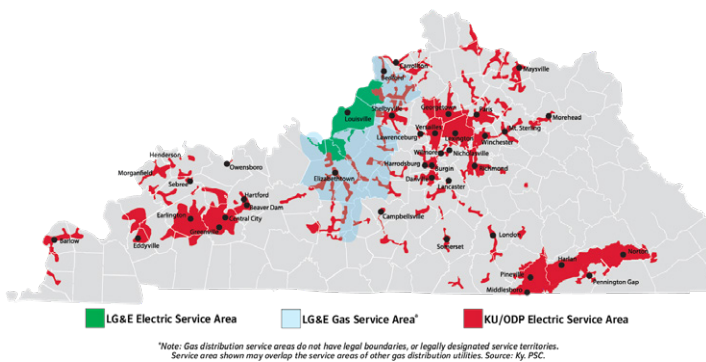 Carrollton
Bedford
Maysville
Shelbyville
Georgetown
Paris
Morehead
Louisville
Lawrenceburg
Versailles
Lexington
Mt. Sterling
Winchester
Wilmore
Nicholasville
Harrodsburg
Burgin
Richmond
Danville
Lancaster
Henderson
Owensboro
Morganfield
Sebree
Elizabethtown
Hartford
Beaver Dam
Earlington
Central City
Greenville
Campbellsville
Barlow
Eddyville
Somerset
London
Norton
Harlan
Pineville
Pennington Gap
Middlesboro
LG&E Electric Service Area
LG&E Gas Service Area*
KU/ODP Electric Service Area
*Note: Gas distribution service areas do not have legal boundaries, or legally designated service territories.
Service area shown may overlap the service areas of other gas distribution utilities. Source: Ky. PSC.